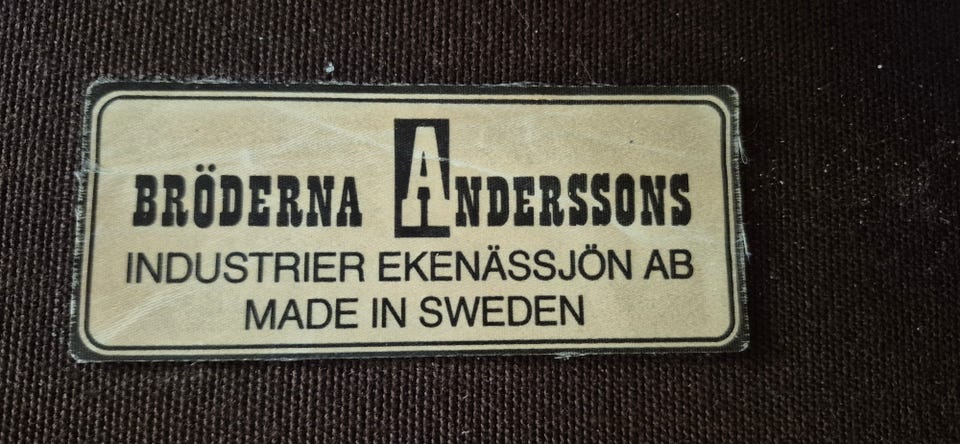 BRÖDERNA ANDERSSONS
INDUSTRIER EKENÄSSJÖN AB
MADE IN SWEDEN